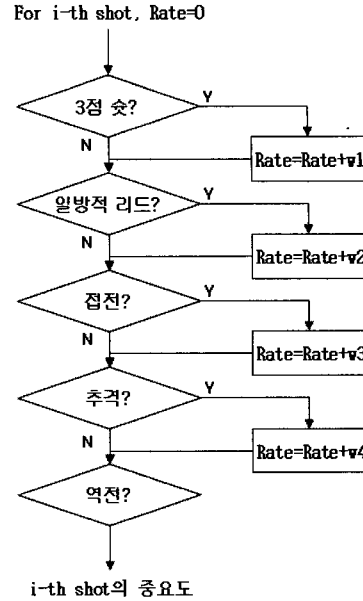 For i-th shot, Rate=0
3점 슛?
Y
N
Rate=Rate+w1
일방적 리드?
Y
N
Rate=Rate+w2
접전?
Y
N
Rate=Rate+w3
추격?
Y
N
Rate=Rate+w4
역전?
i-th shot의 중요도